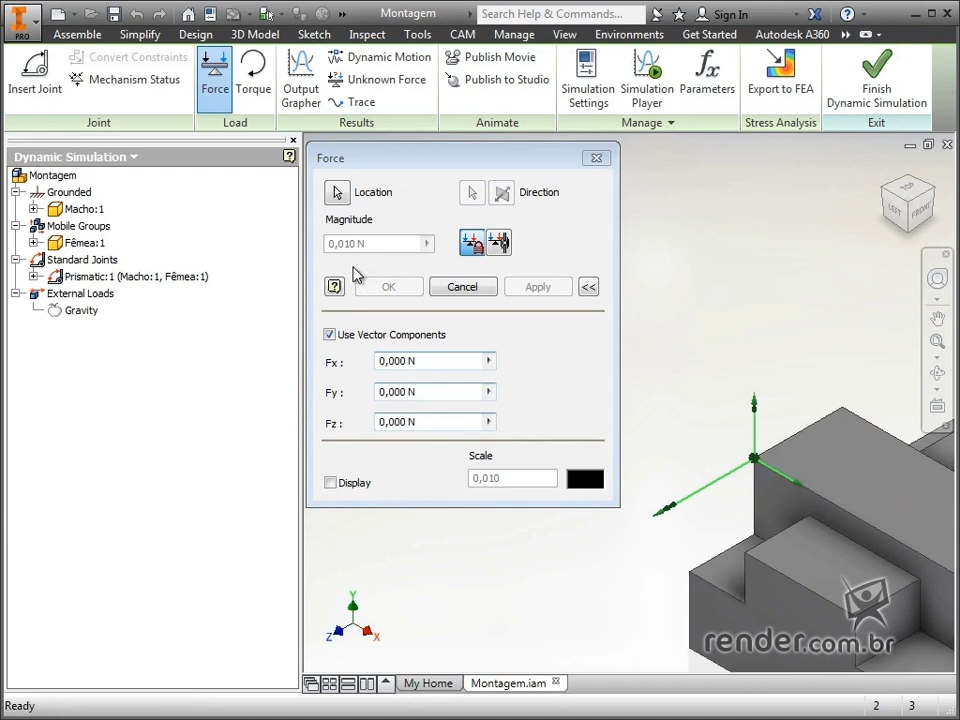 PRO
Montagem
Search Help & Commands...
Sign In
Assemble Simplify Design 3D Model Sketch Inspect Tools CAM Manage View Environments Get Started Autodesk A360
Insert Joint
Convert Constraints
Mechanism Status
Joint
Force
Torque
Load
Output Grapher
Dynamic Motion
Unknown Force
Trace
Results
Publish Movie
Publish to Studio
Animate
Simulation Settings
Simulation Player
Parameters
Manage
Export to FEA
Stress Analysis
Finish Dynamic Simulation
Exit
Dynamic Simulation
Montagem
Grounded
Macho:1
Mobile Groups
Fêmea:1
Standard Joints
Prismatic:1 (Macho:1, Fêmea:1)
External Loads
Gravity
Force
Location
Direction
Magnitude
0,010 N
OK
Cancel
Apply
<<
Use Vector Components
Fx : 0,000 N
Fy : 0,000 N
Fz : 0,000 N
Scale
Display
0,010
TOP
LEFT
FRONT
Y
Z
X
render.com.br
My Home
Montagem.iam
Ready
2 3